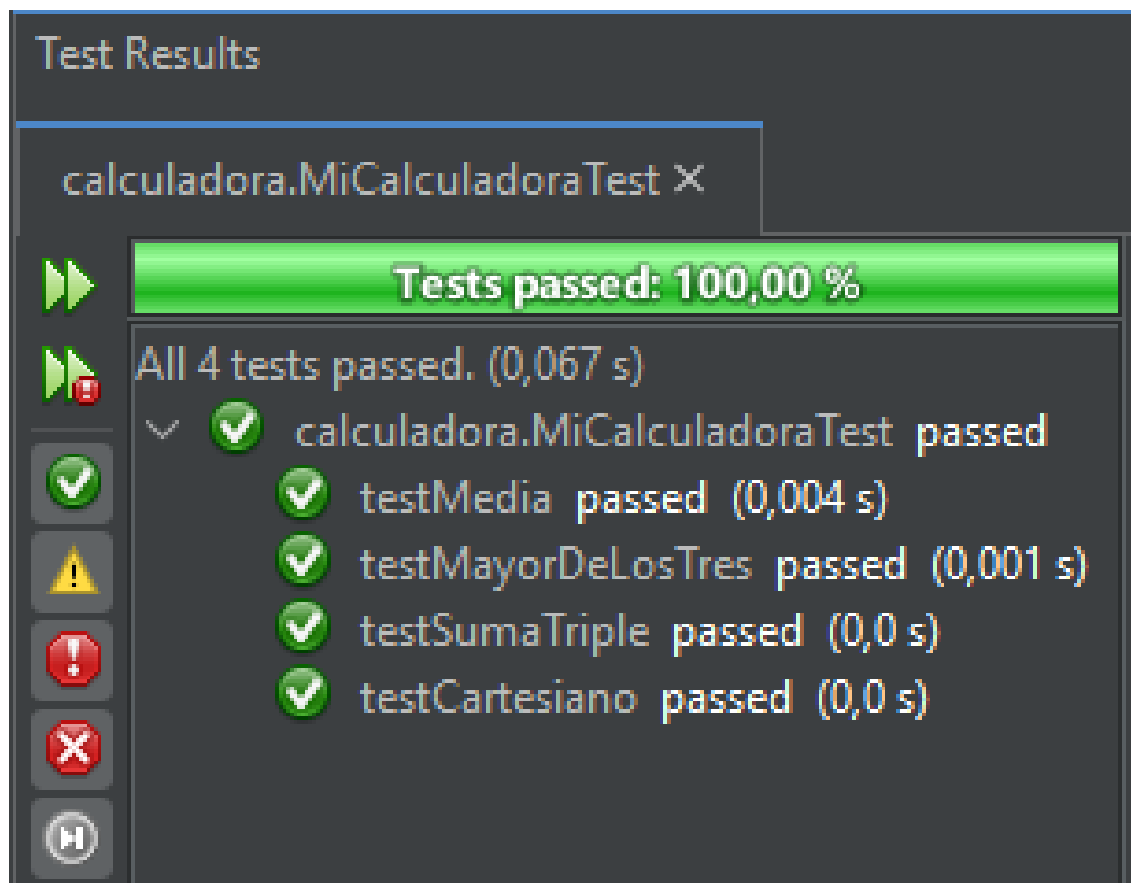 Test Results
calculadora.MiCalculadoraTest ×
Tests passed: 100,00 %
All 4 tests passed. (0,067 s)
calculadora.MiCalculadoraTest passed
testMedia passed (0,004 s)
testMayorDeLosTres passed (0,001 s)
testSumaTriple passed (0,0 s)
testCartesiano passed (0,0 s)